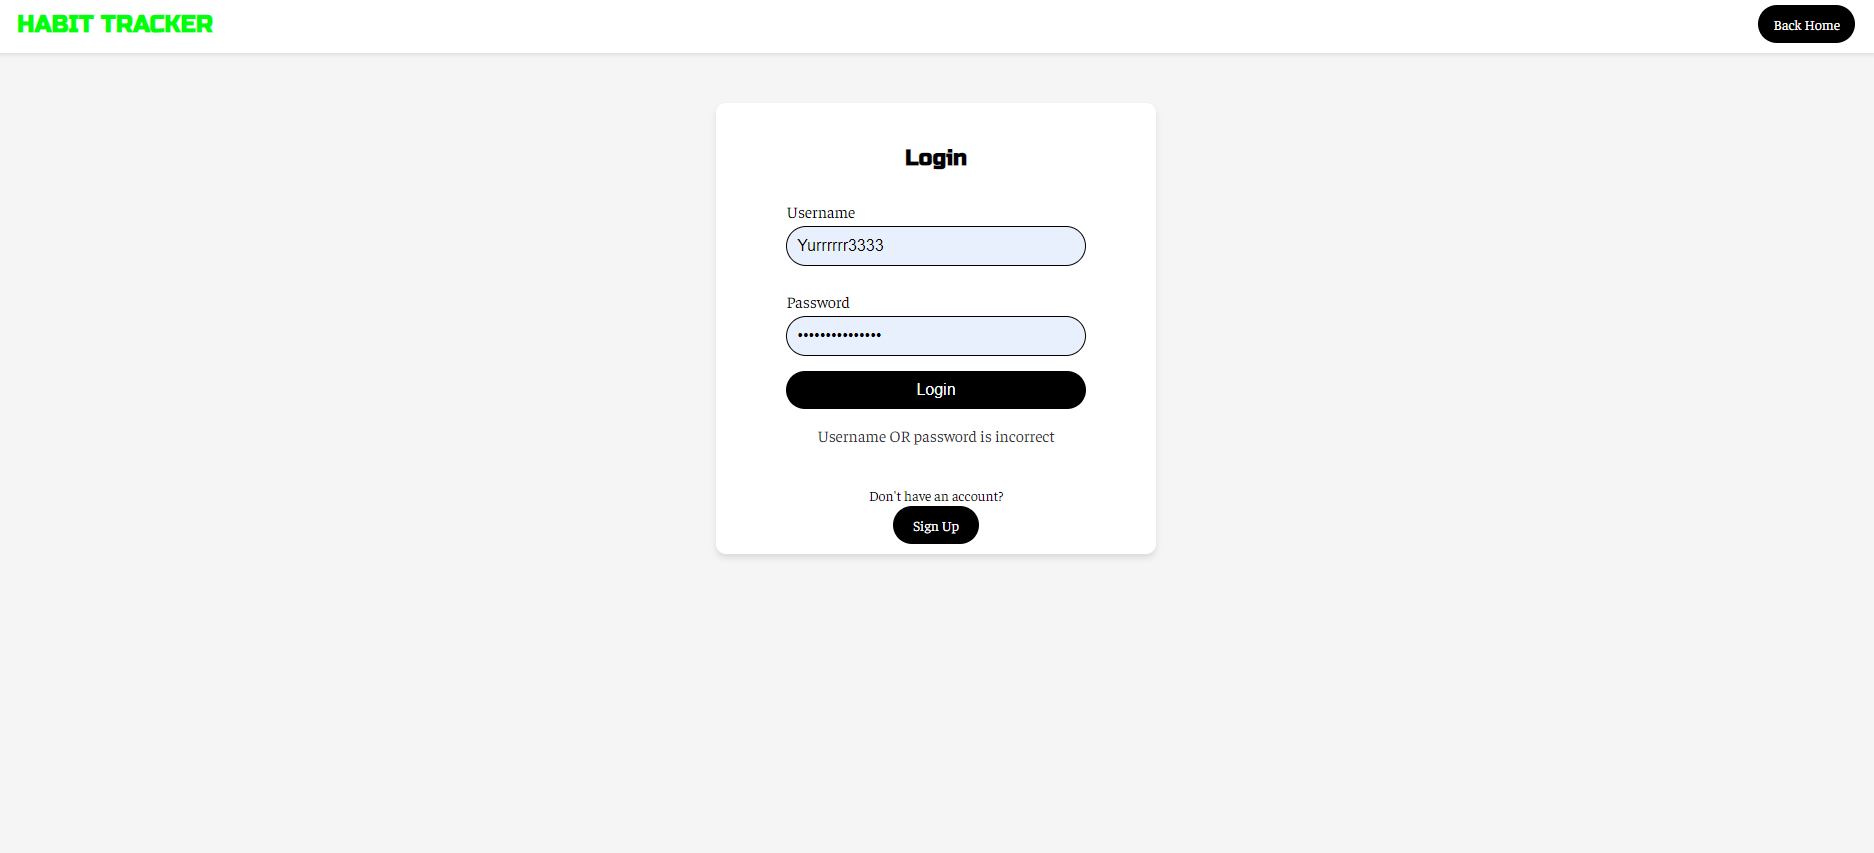 HABIT TRACKER
Back Home
Login
Username
Yurrrrrr3333
Password
•••••••••••••••
Login
Username OR password is incorrect
Don't have an account?
Sign Up